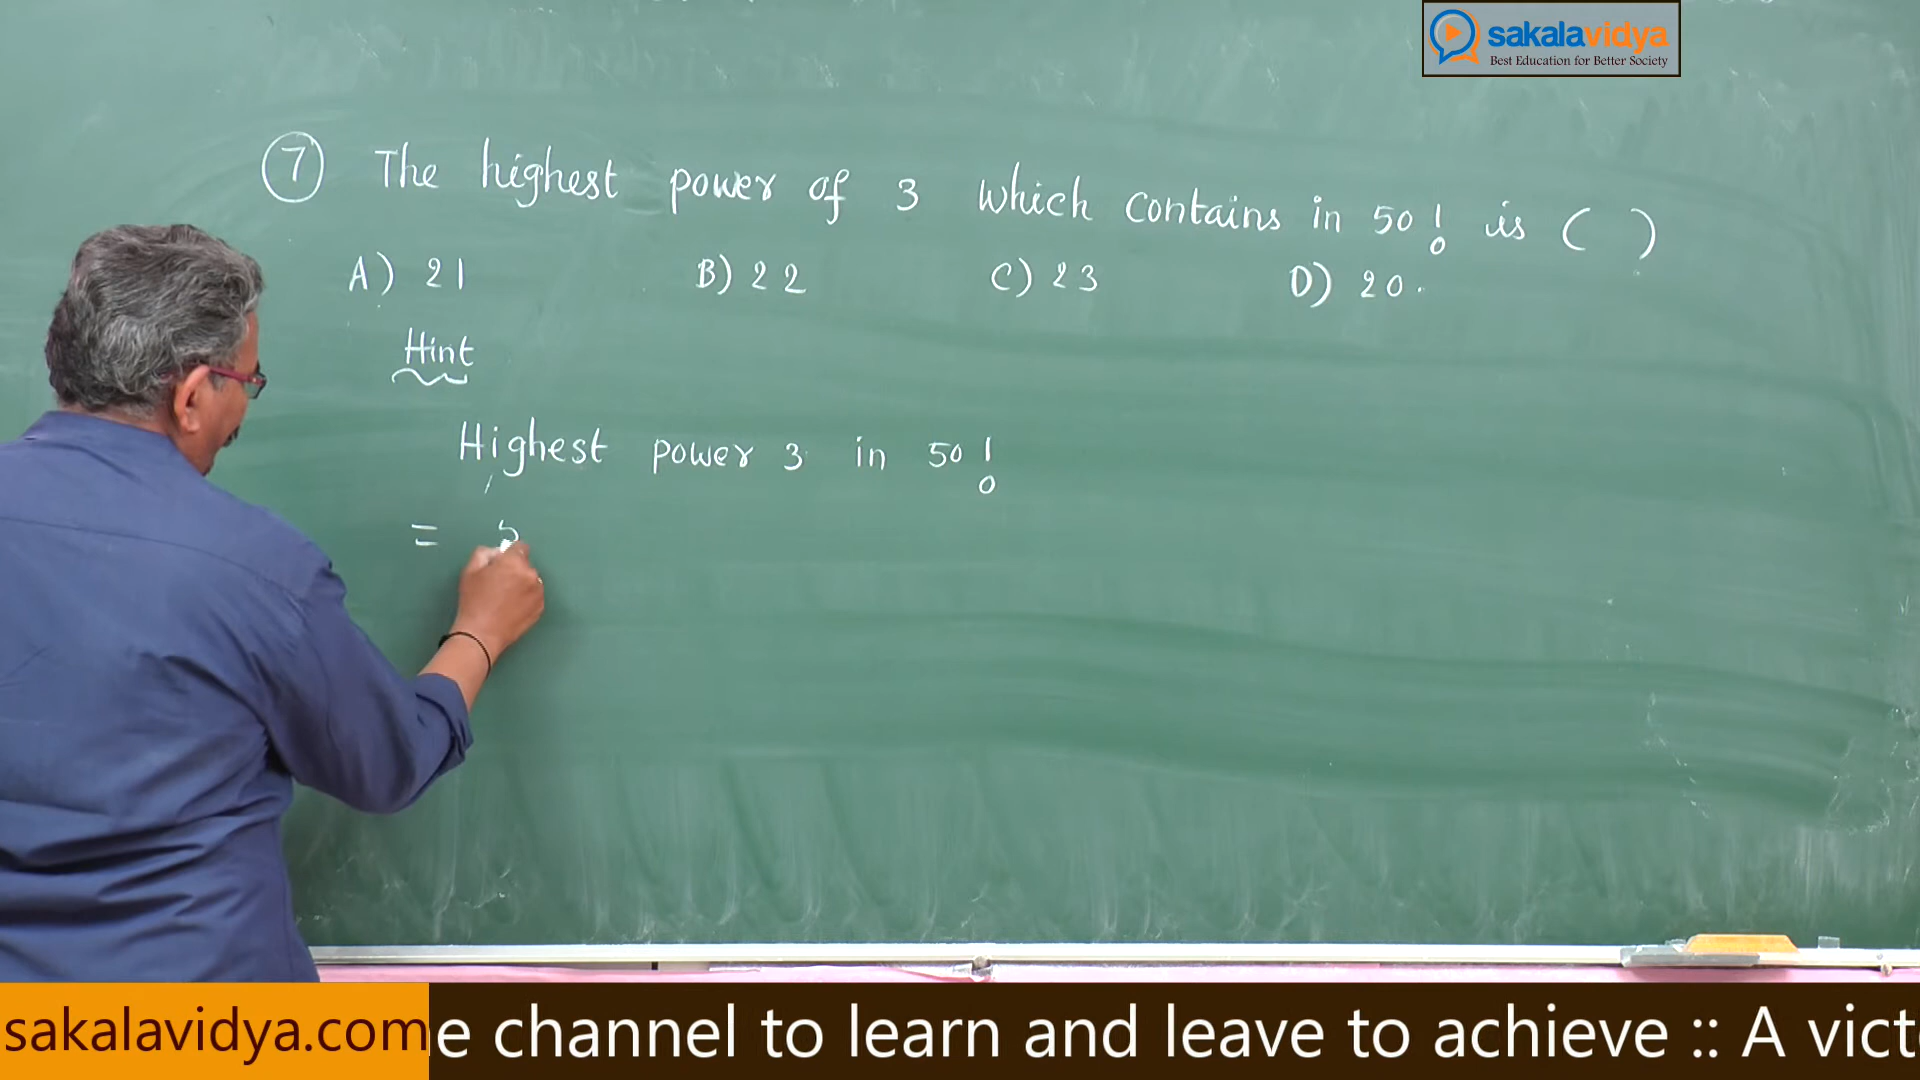 sakalavidya
Best Education for Better Society
7 The highest power of 3 which contains in 50! is ( )
A) 21 B) 22 C) 23 D) 20.
Hint
Highest power 3 in 50!
= 5
sakalavidya.com e channel to learn and leave to achieve :: A vict